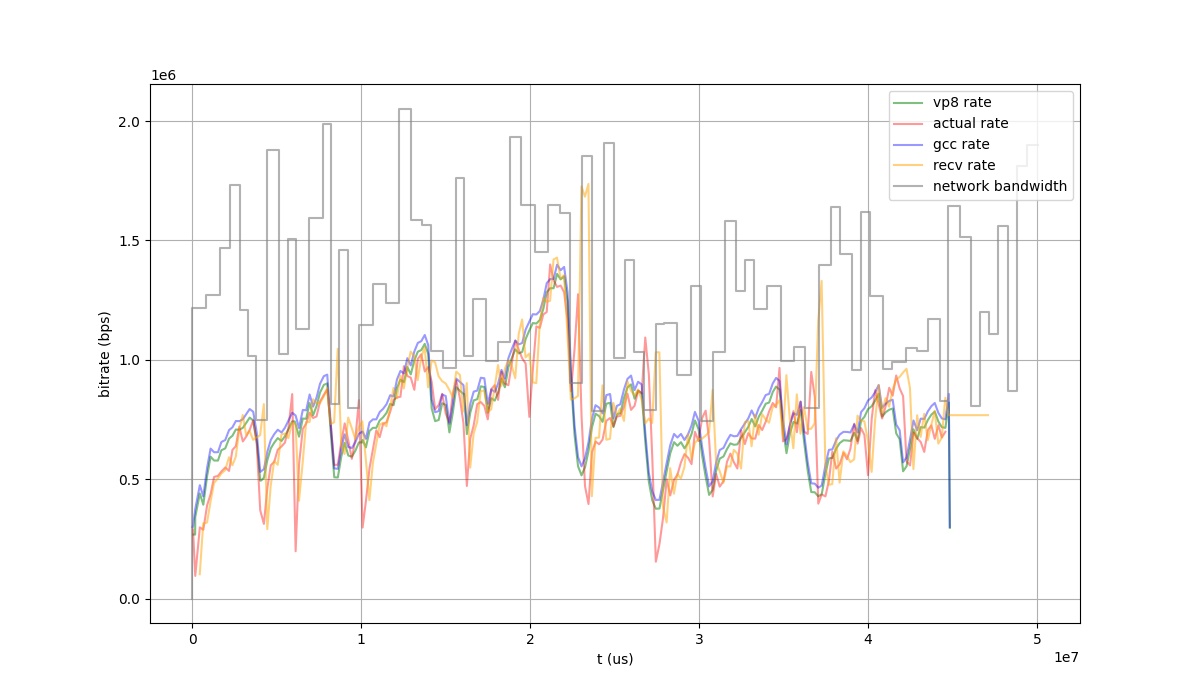 1e6
2.0
1.5
1.0
0.5
0.0
bitrate (bps)
vp8 rate
actual rate
gcc rate
recv rate
network bandwidth
0 1 2 3 4 5
t (us)
1e7